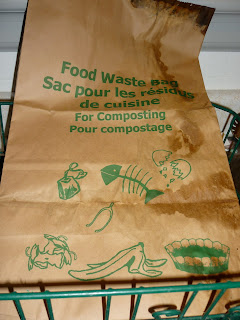 Food Waste Bag
Sac pour les résidus
de cuisine
For Composting
Pour compostage